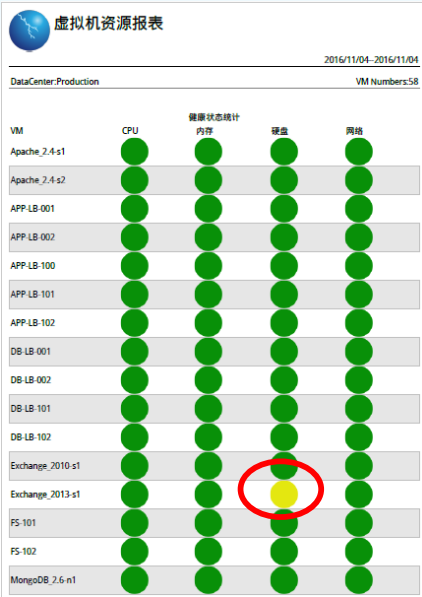 虚拟机资源报表
2016/11/04--2016/11/04
DataCenter:Production VM Numbers:58
健康状态统计
VM CPU 内存 硬盘 网络
Apache_2.4-s1
Apache_2.4-s2
APP-LB-001
APP-LB-002
APP-LB-100
APP-LB-101
APP-LB-102
DB-LB-001
DB-LB-002
DB-LB-101
DB-LB-102
Exchange_2010-s1
Exchange_2013-s1
FS-101
FS-102
MongoDB_2.6-n1